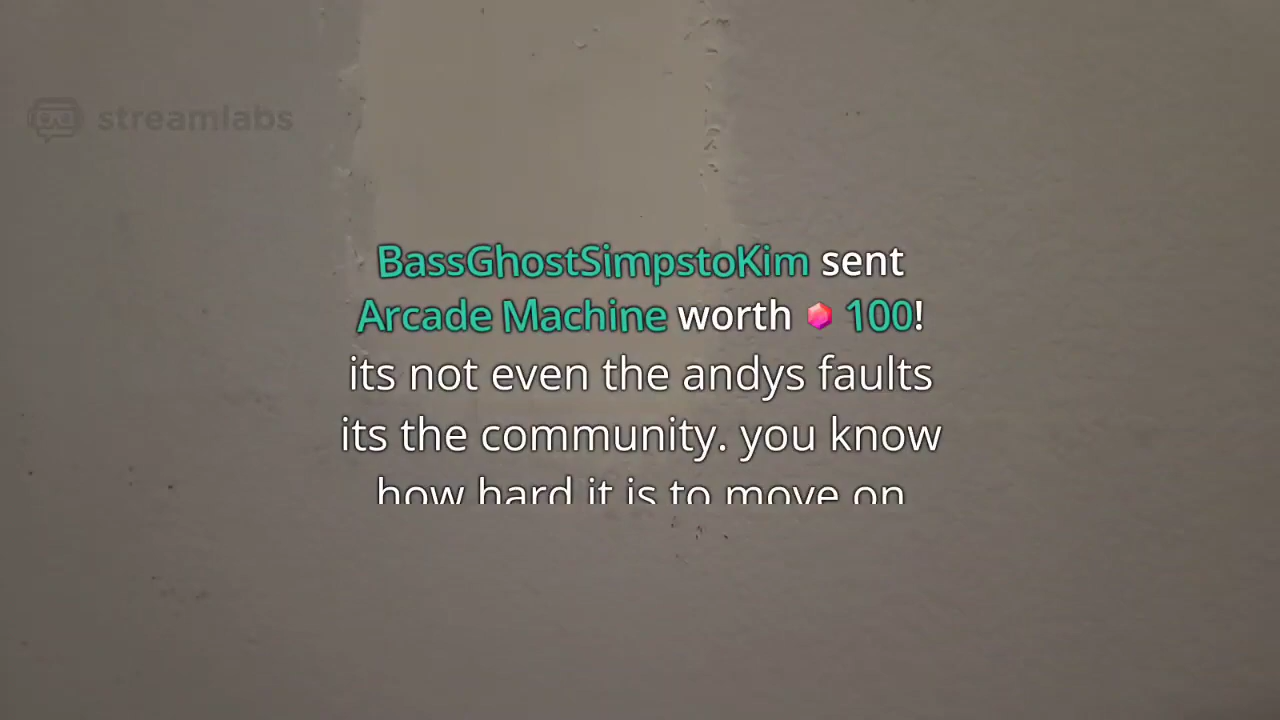 streamlabs
BassGhostSimpstoKim sent
Arcade Machine worth 100!
its not even the andys faults
its the community. you know
how hard it is to move on